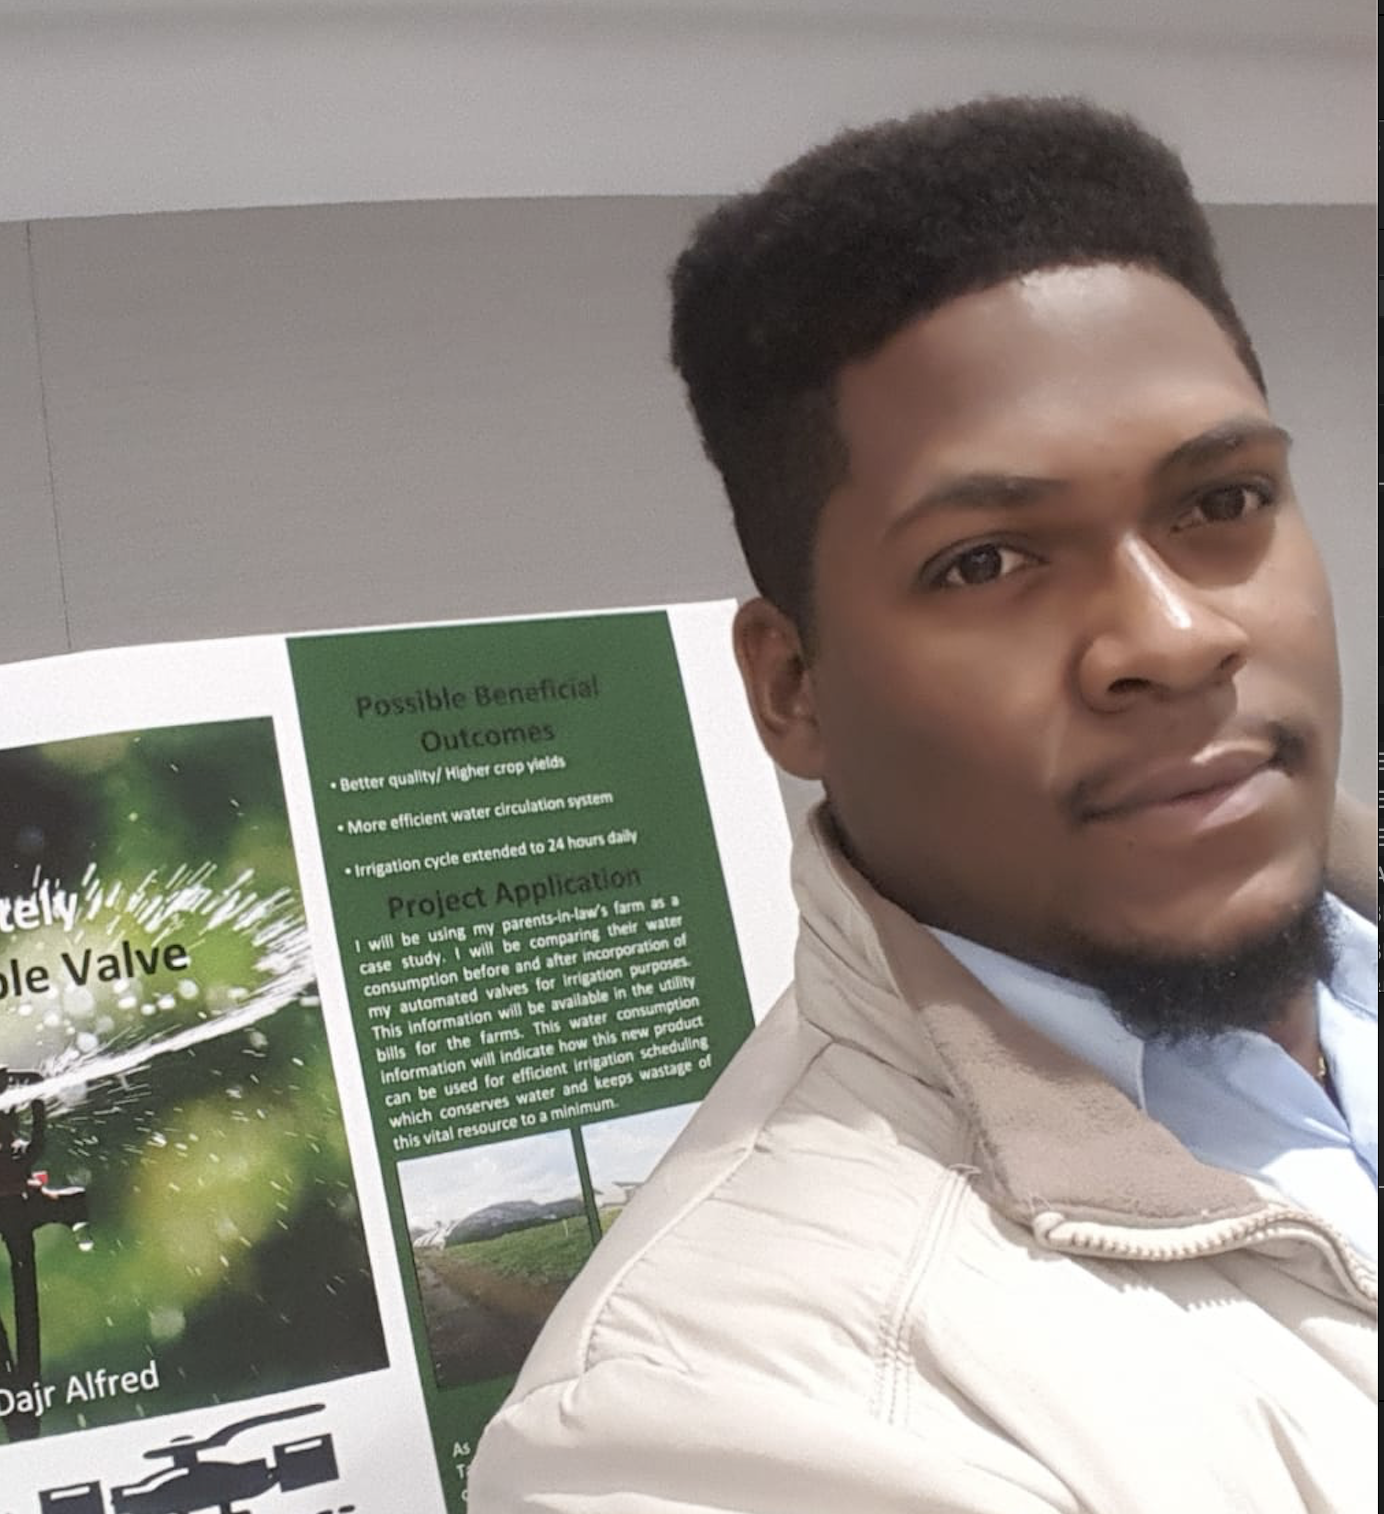 tely
ble Valve
Dajr Alfred
Possible Beneficial
Outcomes
• Better quality/ Higher crop yields
• More efficient water circulation system
• Irrigation cycle extended to 24 hours daily
Project Application
I will be using my parents-in-law's farm as a
case study. I will be comparing their water
consumption before and after incorporation of
my automated valves for irrigation purposes.
This information will be available in the utility
bills for the farms. This water consumption
information will indicate how this new product
can be used for efficient irrigation scheduling
which conserves water and keeps wastage of
this vital resource to a minimum.
As